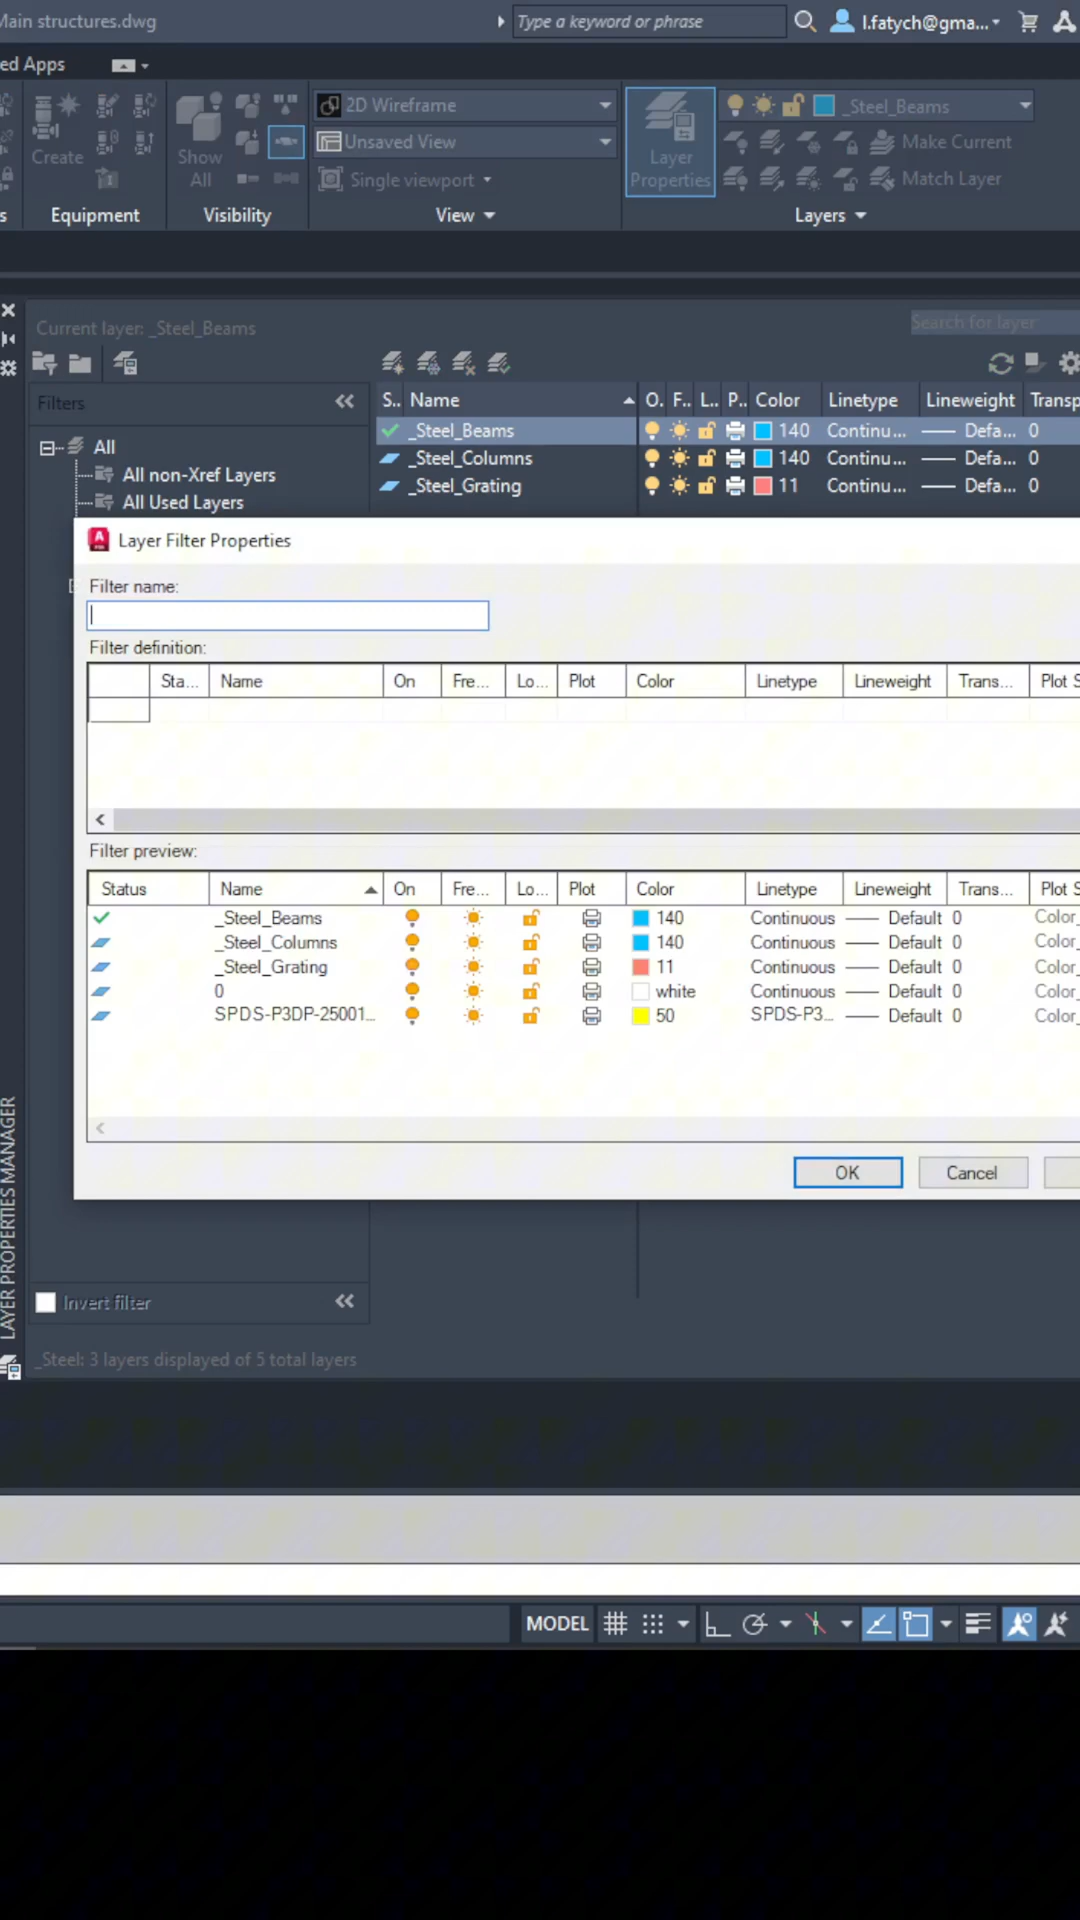 Main structures.dwg
Type a keyword or phrase
l.fatych@gma...
ed Apps
2D Wireframe
_Steel_Beams
Create
Show All
Unsaved View
Layer Properties
Make Current
Single viewport
Match Layer
s
Equipment
Visibility
View
Layers
Current layer: _Steel_Beams
Search for layer
Filters
S.. Name O. F.. L.. P.. Color Linetype Lineweight Transp
_Steel_Beams 140 Continu... Defa... 0
_Steel_Columns 140 Continu... Defa... 0
_Steel_Grating 11 Continu... Defa... 0
All
All non-Xref Layers
All Used Layers
Layer Filter Properties
Filter name:
Filter definition:
Sta... Name On Fre... Lo... Plot Color Linetype Lineweight Trans... Plot S
Filter preview:
Status Name On Fre... Lo... Plot Color Linetype Lineweight Trans... Plot S
_Steel_Beams 140 Continuous Default 0 Color_
_Steel_Columns 140 Continuous Default 0 Color_
_Steel_Grating 11 Continuous Default 0 Color_
0 white Continuous Default 0 Color_
SPDS-P3DP-25001... 50 SPDS-P3... Default 0 Color_
OK
Cancel
LAYER PROPERTIES MANAGER
Invert filter
_Steel: 3 layers displayed of 5 total layers
MODEL